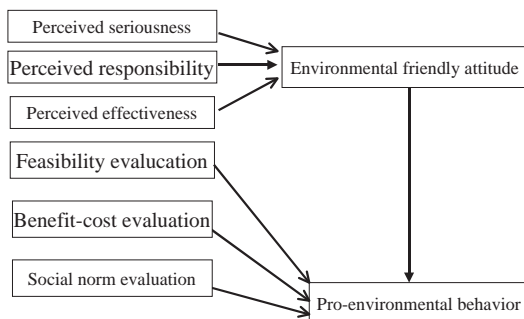 Perceived seriousness
Perceived responsibility
Environmental friendly attitude
Perceived effectiveness
Feasibility evalucation
Benefit-cost evaluation
Social norm evaluation
Pro-environmental behavior